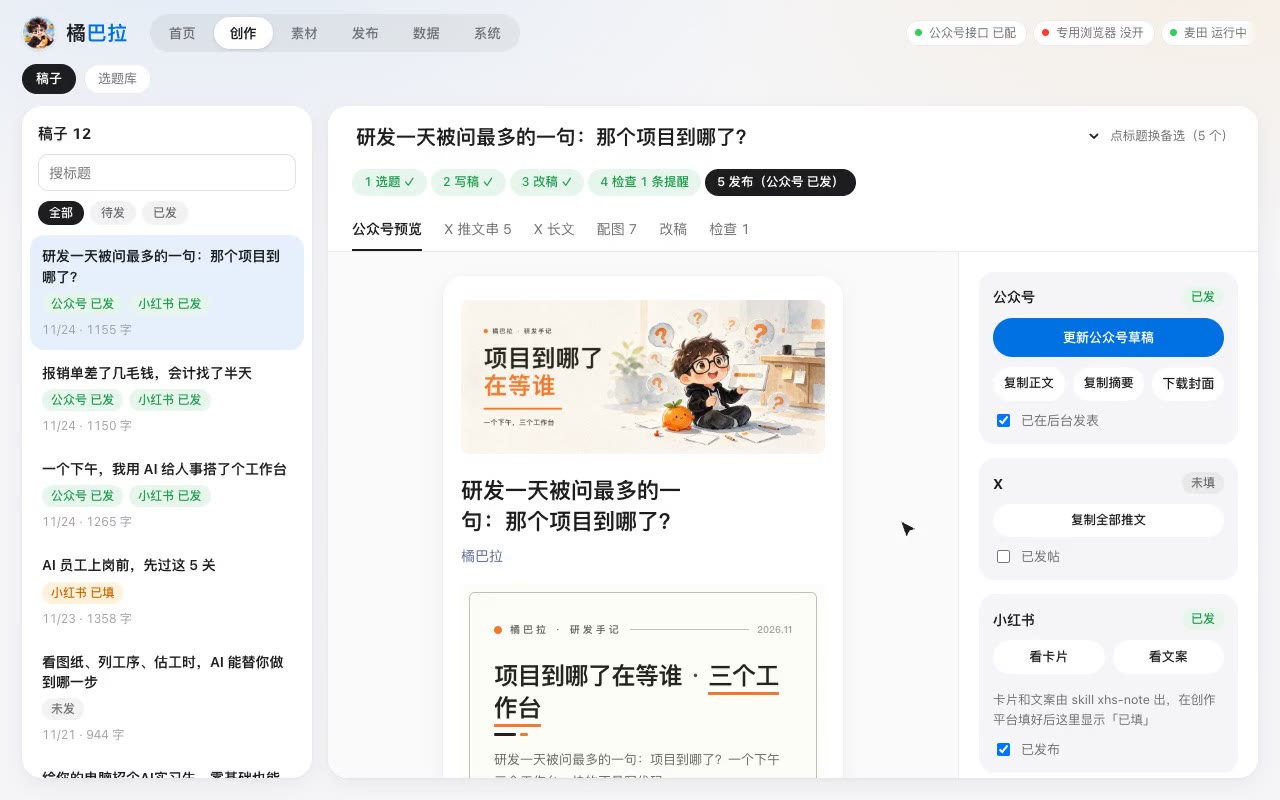 橘巴拉
首页
创作
素材
发布
数据
系统
公众号接口 已配
专用浏览器 没开
麦田 运行中
稿子
选题库
稿子 12
搜标题
全部
待发
已发
研发一天被问最多的一句：那个项目到
哪了？
公众号 已发
小红书 已发
11/24 · 1155 字
报销单差了几毛钱，会计找了半天
公众号 已发
小红书 已发
11/24 · 1150 字
一个下午，我用 AI 给人事搭了个工作台
公众号 已发
小红书 已发
11/24 · 1265 字
AI 员工上岗前，先过这 5 关
小红书 已填
11/23 · 1358 字
看图纸、列工序、估工时，AI 能替你做
到哪一步
未发
11/21 · 944 字
研发一天被问最多的一句：那个项目到哪了？
点标题换备选（5 个）
1 选题 ✓
2 写稿 ✓
3 改稿 ✓
4 检查 1 条提醒
5 发布（公众号 已发）
公众号预览
X 推文串 5
X 长文
配图 7
改稿
检查 1
橘巴拉 · 研发手记
项目到哪了
在等谁
一个下午，三个工作台
研发一天被问最多的一
句：那个项目到哪了？
橘巴拉
橘巴拉 · 研发手记
2026.11
项目到哪了在等谁 · 三个工
作台
研发一天被问最多的一句：项目到哪了？一个下午
公众号
已发
更新公众号草稿
复制正文
复制摘要
下载封面
已在后台发表
X
未填
复制全部推文
已发帖
小红书
已发
看卡片
看文案
卡片和文案由 skill xhs-note 出，在创作
平台填好后这里显示「已填」
已发布